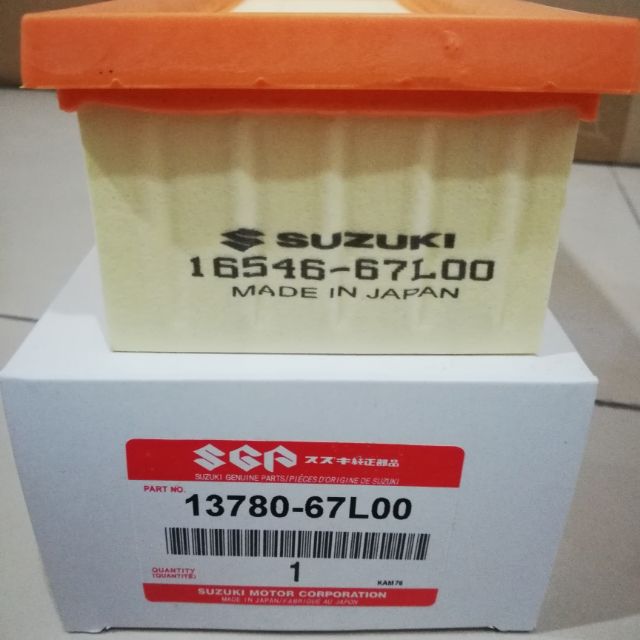 SUZUKI
16546-67L00
MADE IN JAPAN
SGP スズキ純正部品
SUZUKI GENUINE PARTS/PIÈCES D'ORIGINE DE SUZUKI
PART NO. 13780-67L00
QUANTITY
(QUANTITÉ)
1
KAM76
SUZUKI MOTOR CORPORATION
MADE IN JAPAN/FABRIQUE AU JAPON